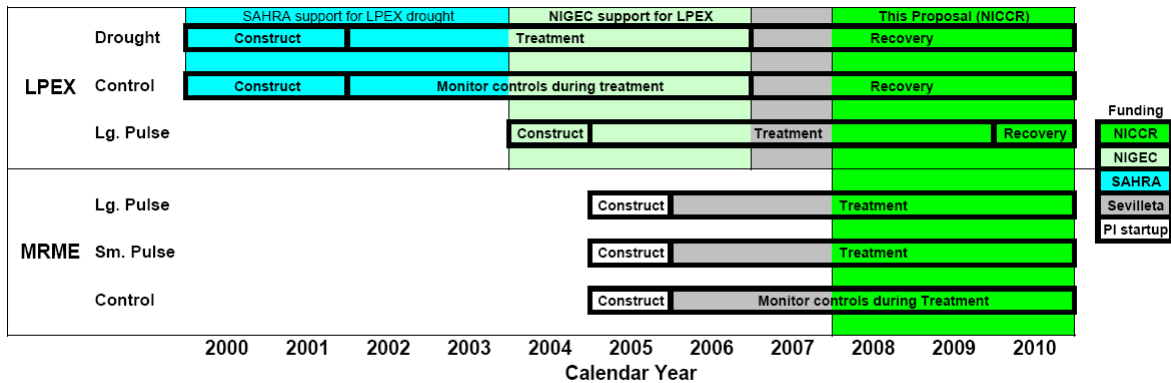 SAHRA support for LPEX drought NIGEC support for LPEX This Proposal (NICCR)
Drought Construct Treatment Recovery
LPEX Control Construct Monitor controls during treatment Recovery
Lg. Pulse Construct Treatment Recovery
Funding
NICCR
NIGEC
SAHRA
Sevilleta
PI startup
Lg. Pulse Construct Treatment
MRME Sm. Pulse Construct Treatment
Control Construct Monitor controls during Treatment
2000 2001 2002 2003 2004 2005 2006 2007 2008 2009 2010
Calendar Year